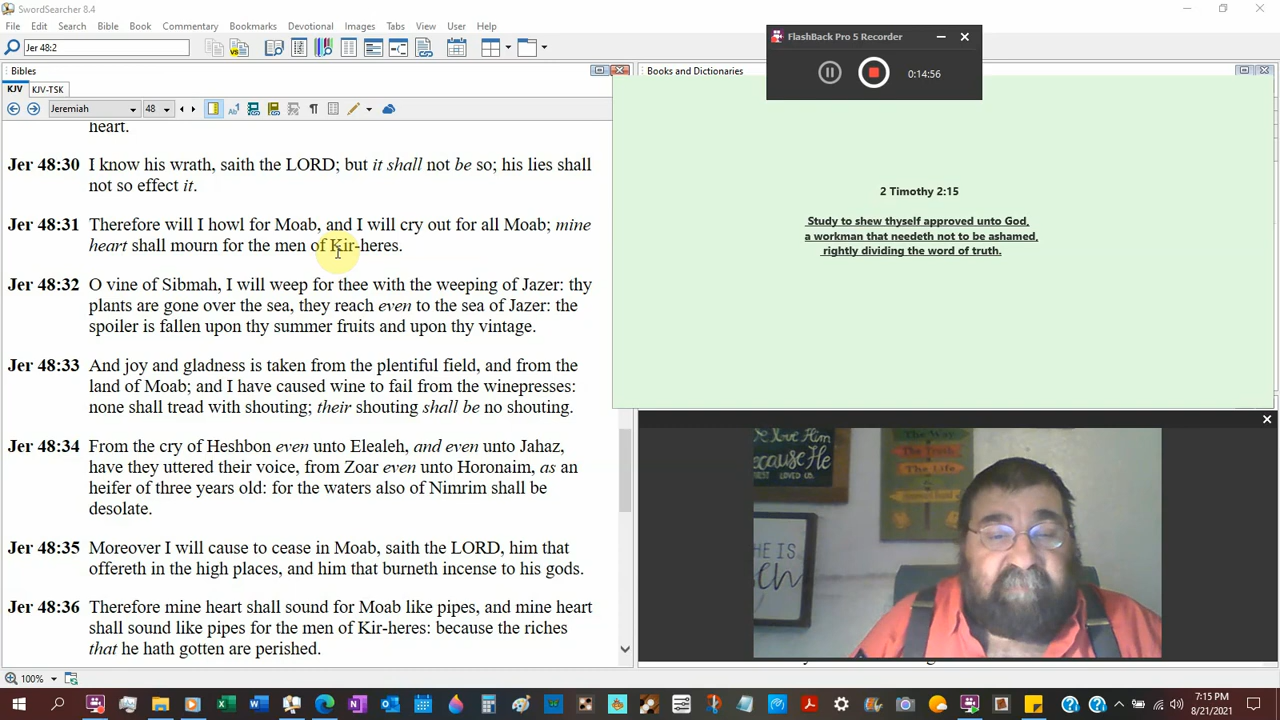 SwordSearcher 8.4
File Edit Search Bible Book Commentary Bookmarks Devotional Images Tabs View User Help
Jer 48:2
FlashBack Pro 5 Recorder
0:14:56
Bibles
Books and Dictionaries
KJV KJV-TSK
Jeremiah 48
heart.
Jer 48:30 I know his wrath, saith the LORD; but it shall not be so; his lies shall
not so effect it.
Jer 48:31 Therefore will I howl for Moab, and I will cry out for all Moab; mine
heart shall mourn for the men of Kir-heres.
Jer 48:32 O vine of Sibmah, I will weep for thee with the weeping of Jazer: thy
plants are gone over the sea, they reach even to the sea of Jazer: the
spoiler is fallen upon thy summer fruits and upon thy vintage.
Jer 48:33 And joy and gladness is taken from the plentiful field, and from the
land of Moab; and I have caused wine to fail from the winepresses:
none shall tread with shouting; their shouting shall be no shouting.
Jer 48:34 From the cry of Heshbon even unto Elealeh, and even unto Jahaz,
have they uttered their voice, from Zoar even unto Horonaim, as an
heifer of three years old: for the waters also of Nimrim shall be
desolate.
Jer 48:35 Moreover I will cause to cease in Moab, saith the LORD, him that
offereth in the high places, and him that burneth incense to his gods.
Jer 48:36 Therefore mine heart shall sound for Moab like pipes, and mine heart
shall sound like pipes for the men of Kir-heres: because the riches
that he hath gotten are perished.
2 Timothy 2:15
Study to shew thyself approved unto God,
a workman that needeth not to be ashamed,
rightly dividing the word of truth.
We love Him
because He
FIRST LOVED US.
The Way
The Truth
The Life
HE IS
100%
7:15 PM
8/21/2021